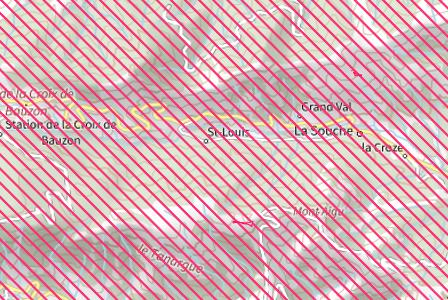 de la Croix de
Bauzon
Station de la Croix de
Bauzon
St Louis
Grand Val
La Souche
la Croze
Mont Aigu
le Tanargue